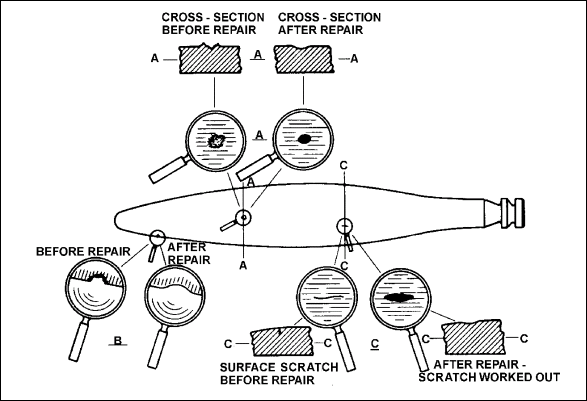 CROSS - SECTION
BEFORE REPAIR
CROSS - SECTION
AFTER REPAIR
A
A
A
A
A
C
A
C
BEFORE REPAIR
AFTER
REPAIR
B
C
C
SURFACE SCRATCH
BEFORE REPAIR
C
C
C
AFTER REPAIR -
SCRATCH WORKED OUT